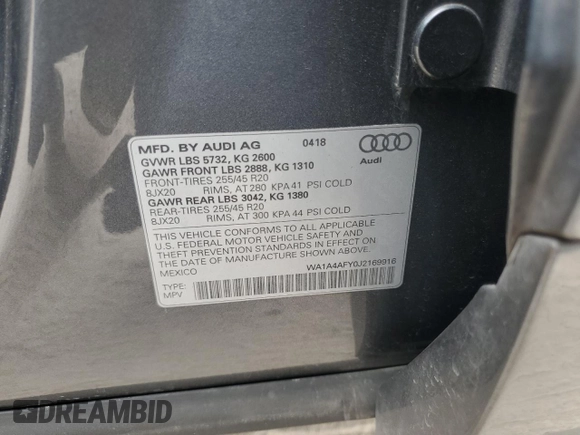 MFD. BY AUDI AG 0418
GVWR LBS 5732, KG 2600
GAWR FRONT LBS 2888, KG 1310
FRONT-TIRES 255/45 R20
8JX20 RIMS, AT 280 KPA 41 PSI COLD
GAWR REAR LBS 3042, KG 1380
REAR-TIRES 255/45 R20
8JX20 RIMS, AT 300 KPA 44 PSI COLD
Audi
THIS VEHICLE CONFORMS TO ALL APPLICABLE
U.S. FEDERAL MOTOR VEHICLE SAFETY AND
THEFT PREVENTION STANDARDS IN EFFECT ON
THE DATE OF MANUFACTURE SHOWN ABOVE.
MEXICO
WA1A4AFY0J2169916
TYPE:
MPV
DREAMBID